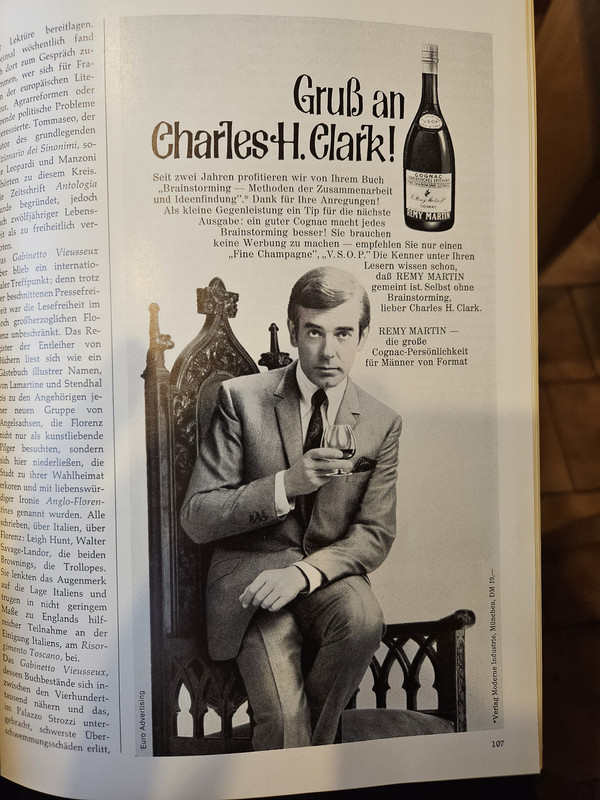 Lektüre bereitlagen.
wöchentlich fand
dort zum Gespräch zu-
wer sich für Fra-
der europäischen Lite-
Agrarreformen oder
politische Probleme
Tommaseo, der
des grundlegenden
dei Sinonimi, so-
Leopardi und Manzoni
zu diesem Kreis.
Zeitschrift Antologia
begründet, jedoch
zwölfjähriger Lebens-
als zu freiheitlich ver-
Gabinetto Vieusseux
blieb ein internatio-
Treffpunkt; denn trotz
beschnittenen Pressefrei-
war die Lesefreiheit im
großherzoglichen Flo-
unbeschränkt. Das Re-
der Entleiher von
Büchern liest sich wie ein
Gästebuch illustrer Namen,
von Lamartine und Stendhal
bis zu den Angehörigen je-
ner neuen Gruppe von
Angelsachsen, die Florenz
nicht nur als kunstliebende
Pilger besuchten, sondern
sich hier niederließen, die
Stadt zu ihrer Wahlheimat
erkoren und mit liebenswür-
diger Ironie Anglo-Floren-
tines genannt wurden. Alle
schrieben, über Italien, über
Florenz: Leigh Hunt, Walter
Savage-Landor, die beiden
Brownings, die Trollopes.
Sie lenkten das Augenmerk
auf die Lage Italiens und
trugen in nicht geringem
Maße zu Englands hilf-
reicher Teilnahme an der
Einigung Italiens, am Risor-
gimento Toscano, bei.
Das Gabinetto Vieusseux,
dessen Buchbestände sich in-
zwischen den Vierhundert-
tausend nähern und das,
im Palazzo Strozzi unter-
gebracht, schwerste Über-
schwemmungsschäden erlitt,
Gruß an
Charles H. Clark!
Seit zwei Jahren profitieren wir von Ihrem Buch
„Brainstorming — Methoden der Zusammenarbeit
und Ideenfindung".* Dank für Ihre Anregungen!
Als kleine Gegenleistung ein Tip für die nächste
Ausgabe: ein guter Cognac macht jedes
Brainstorming besser! Sie brauchen
keine Werbung zu machen — empfehlen Sie nur einen
„Fine Champagne", „V. S. O. P." Die Kenner unter Ihren
Lesern wissen schon,
daß REMY MARTIN
gemeint ist. Selbst ohne
Brainstorming,
lieber Charles H. Clark.
REMY MARTIN —
die große
Cognac-Persönlichkeit
für Männer von Format
V.S.O.P
COGNAC
COGNAC
REMY MARTIN
Euro Advertising
*Verlag Moderne Industrie, München, DM 19,—
107